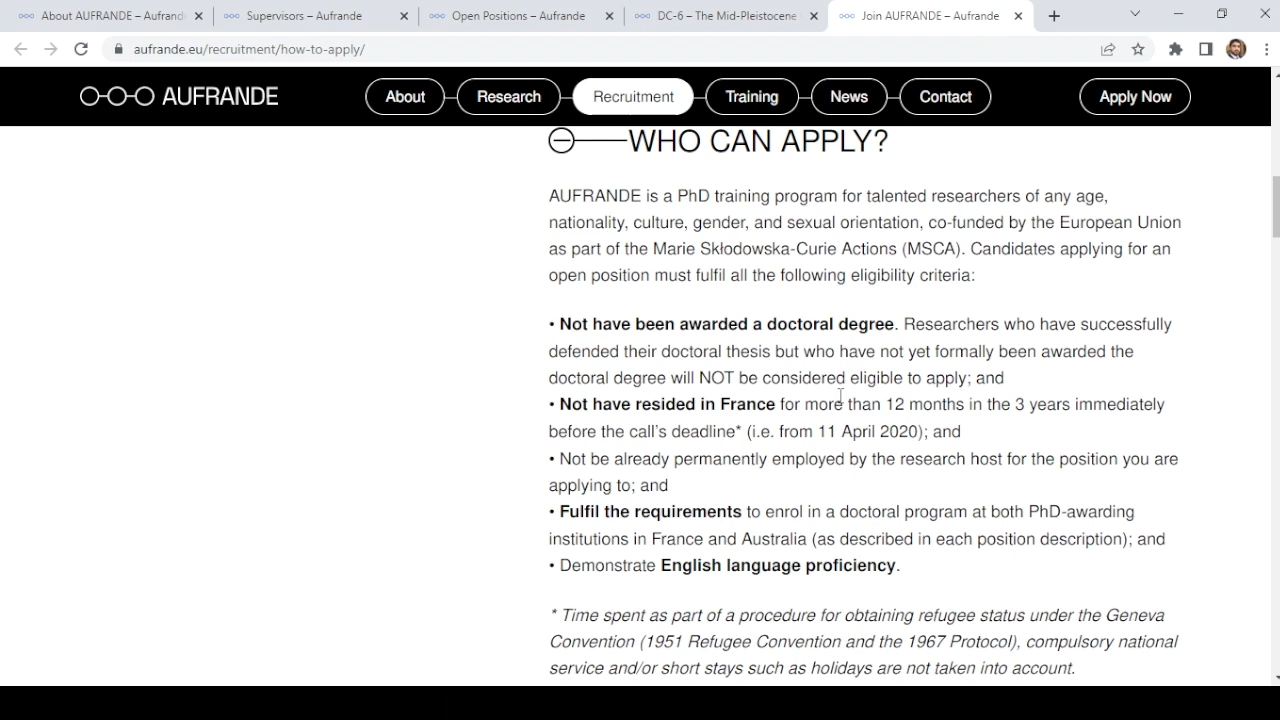 About AUFRANDE – Aufrand
Supervisors – Aufrande
Open Positions – Aufrande
DC-6 – The Mid-Pleistocene
Join AUFRANDE – Aufrande
aufrande.eu/recruitment/how-to-apply/
AUFRANDE
About
Research
Recruitment
Training
News
Contact
Apply Now
WHO CAN APPLY?
AUFRANDE is a PhD training program for talented researchers of any age,
nationality, culture, gender, and sexual orientation, co-funded by the European Union
as part of the Marie Skłodowska-Curie Actions (MSCA). Candidates applying for an
open position must fulfil all the following eligibility criteria:
• Not have been awarded a doctoral degree. Researchers who have successfully
defended their doctoral thesis but who have not yet formally been awarded the
doctoral degree will NOT be considered eligible to apply; and
• Not have resided in France for more than 12 months in the 3 years immediately
before the call's deadline* (i.e. from 11 April 2020); and
• Not be already permanently employed by the research host for the position you are
applying to; and
• Fulfil the requirements to enrol in a doctoral program at both PhD-awarding
institutions in France and Australia (as described in each position description); and
• Demonstrate English language proficiency.
* Time spent as part of a procedure for obtaining refugee status under the Geneva
Convention (1951 Refugee Convention and the 1967 Protocol), compulsory national
service and/or short stays such as holidays are not taken into account.